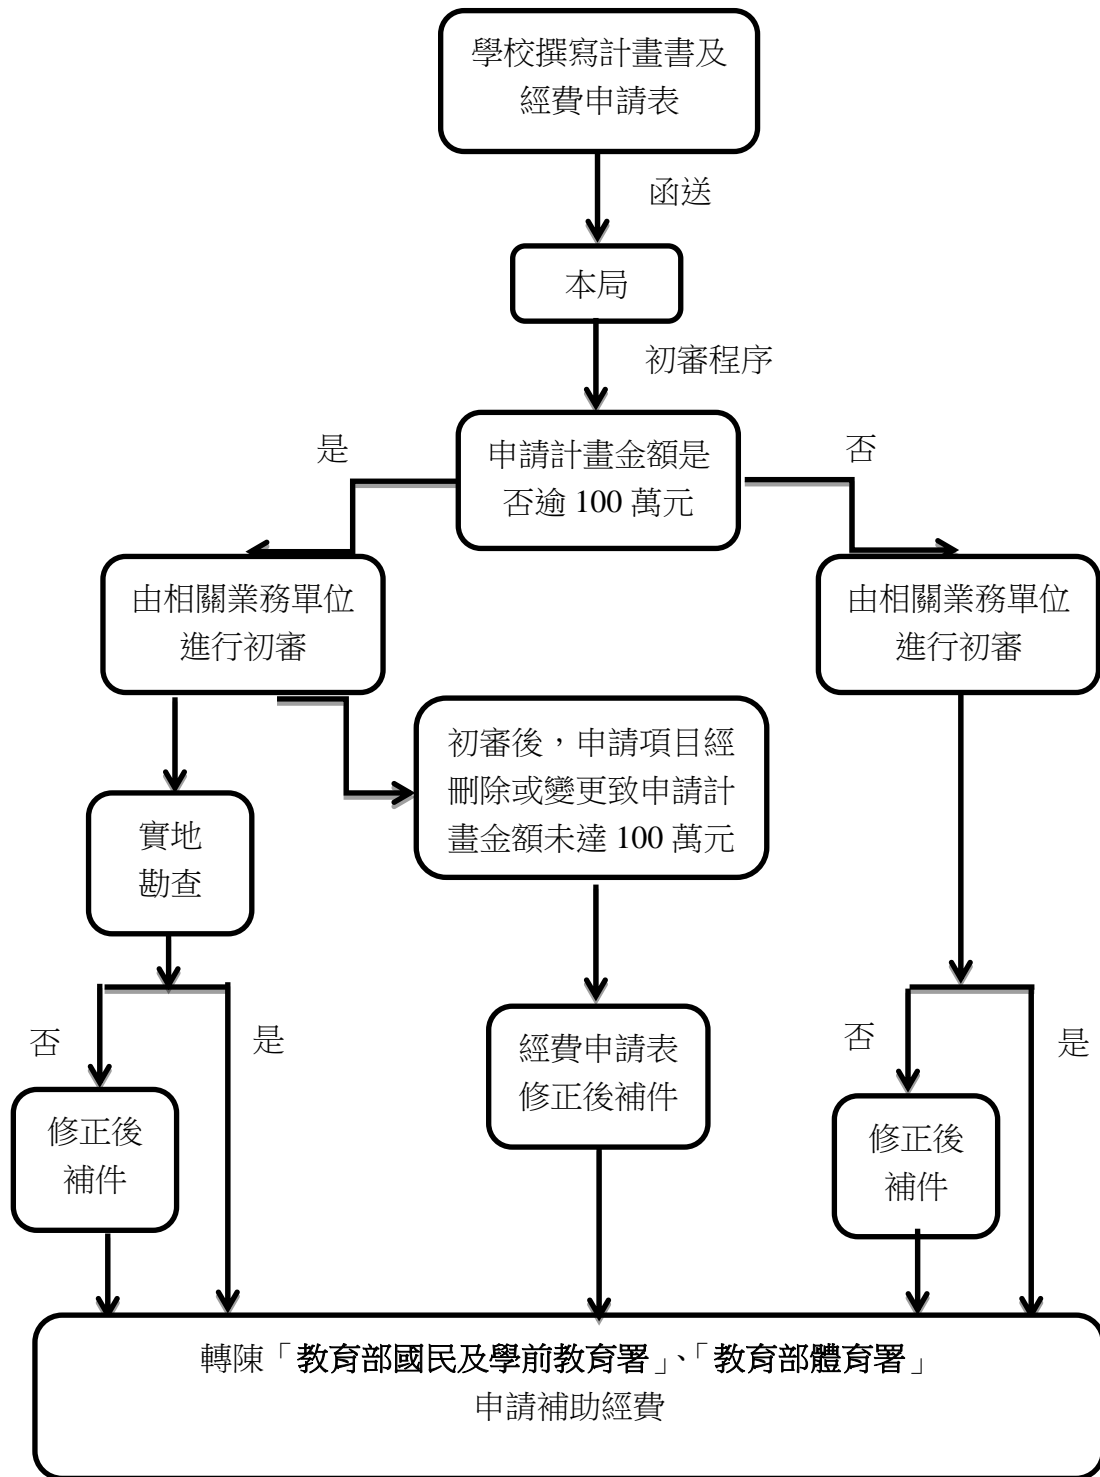 學校撰寫計畫書及
經費申請表
函送
本局
初審程序
是
申請計畫金額是
否逾 100 萬元
否
由相關業務單位
進行初審
由相關業務單位
進行初審
初審後，申請項目經
刪除或變更致申請計
畫金額未達 100 萬元
實地
勘查
否
是
經費申請表
修正後補件
否
是
修正後
補件
修正後
補件
轉陳「教育部國民及學前教育署」、「教育部體育署」
申請補助經費